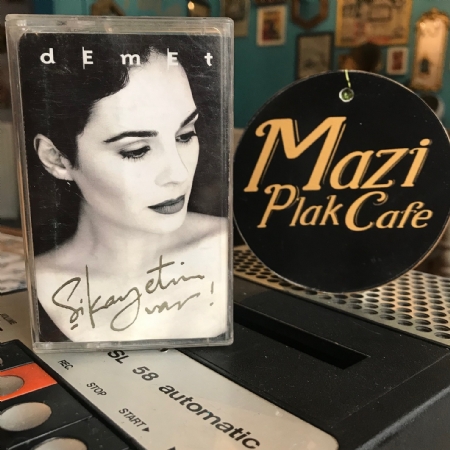 dEmEt
Şikayetim
var!
Mazi
Plak Cafe
SL 58 automatic
REC
STOP
START▶